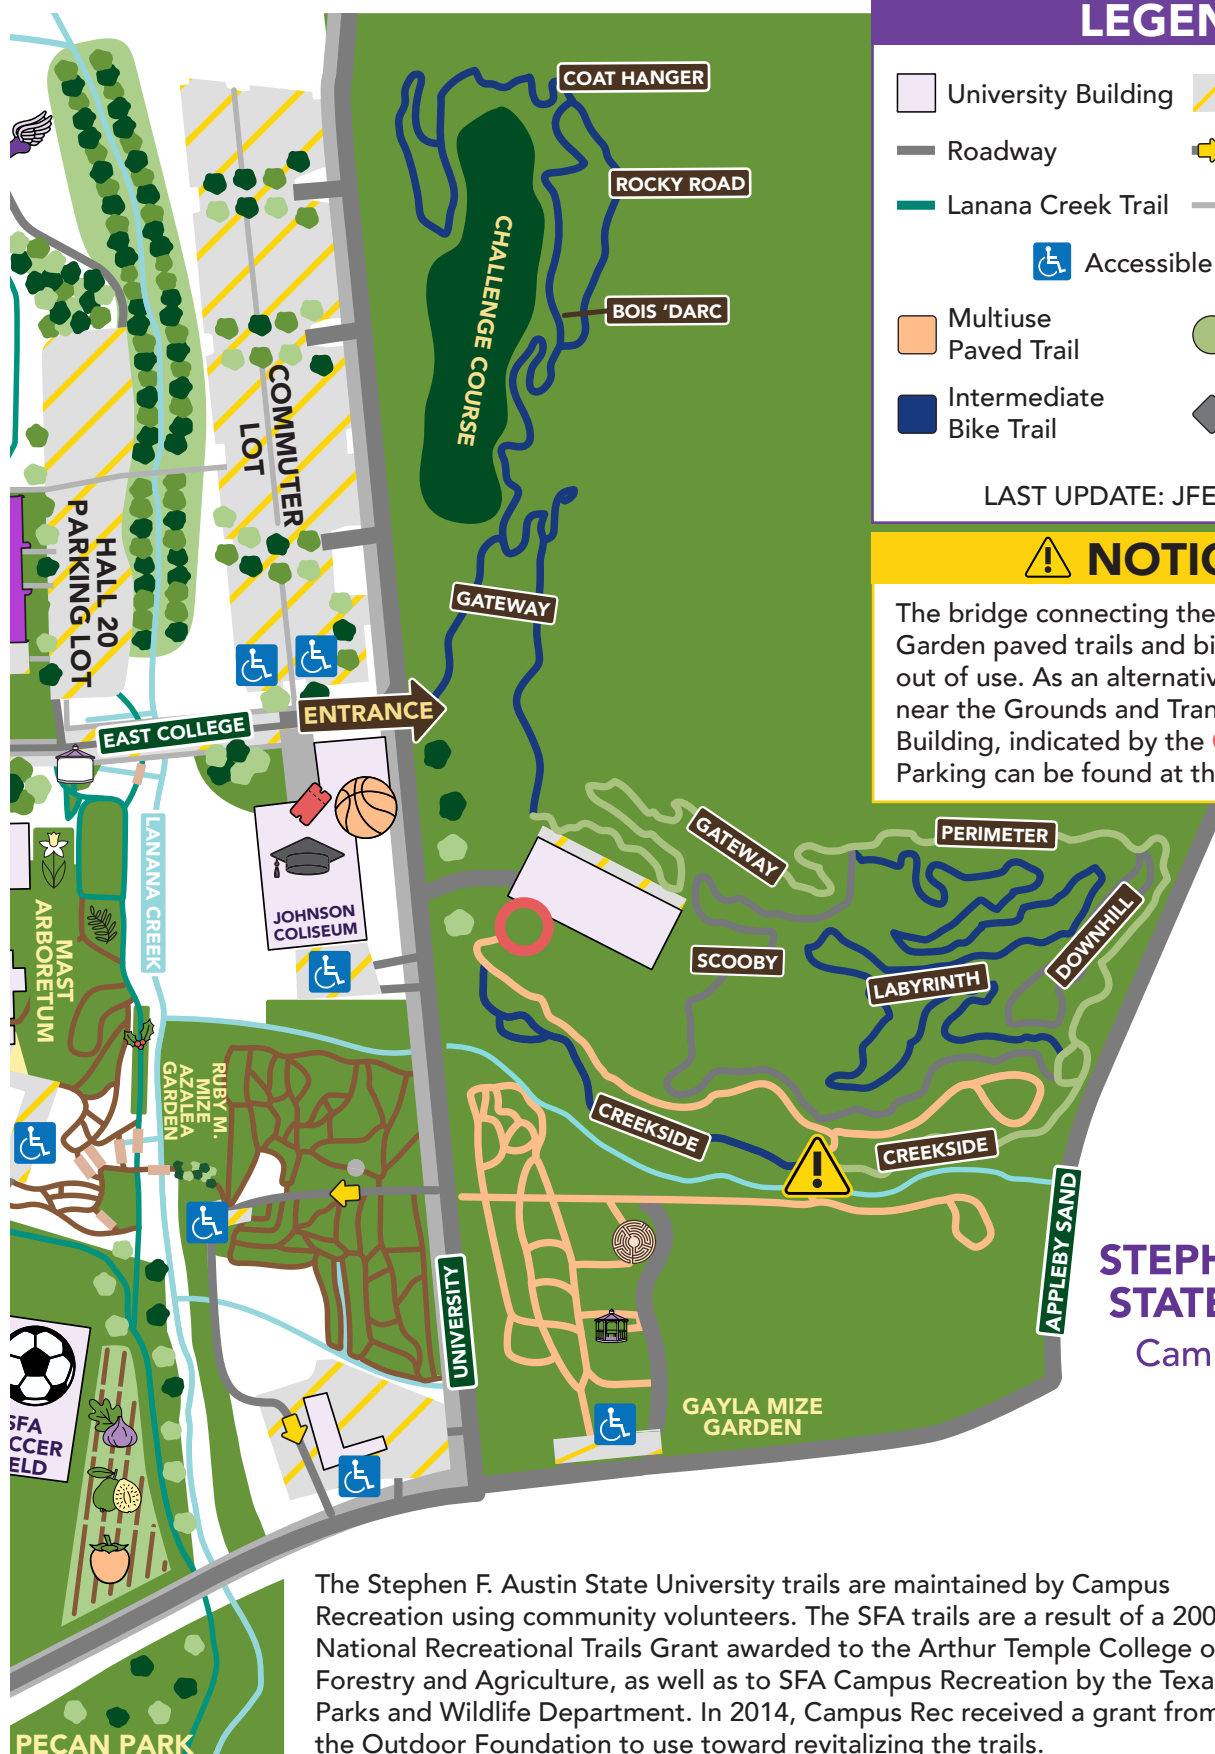 LEGEN
University Building
Roadway
Lanana Creek Trail
Accessible
Multiuse
Paved Trail
Intermediate
Bike Trail
LAST UPDATE: JFE
NOTIC
The bridge connecting the
Garden paved trails and bi
out of use. As an alternativ
near the Grounds and Tran
Building, indicated by the
Parking can be found at th
COAT HANGER
ROCKY ROAD
BOIS ‘DARC
CHALLENGE COURSE
COMMUTER
LOT
HALL 20
PARKING LOT
GATEWAY
ENTRANCE
EAST COLLEGE
LANANA CREEK
JOHNSON
COLISEUM
MAST
ARBORETUM
GATEWAY
PERIMETER
DOWNHILL
SCOOBY
LABYRINTH
RUBY M.
MIZE
AZALEA
GARDEN
CREEKSIDE
CREEKSIDE
APPLEBY SAND
UNIVERSITY
STEPH
STATE
Cam
SFA
CCER
ELD
GAYLA MIZE
GARDEN
The Stephen F. Austin State University trails are maintained by Campus
Recreation using community volunteers. The SFA trails are a result of a 200
National Recreational Trails Grant awarded to the Arthur Temple College o
Forestry and Agriculture, as well as to SFA Campus Recreation by the Texa
Parks and Wildlife Department. In 2014, Campus Rec received a grant from
the Outdoor Foundation to use toward revitalizing the trails.
PECAN PARK